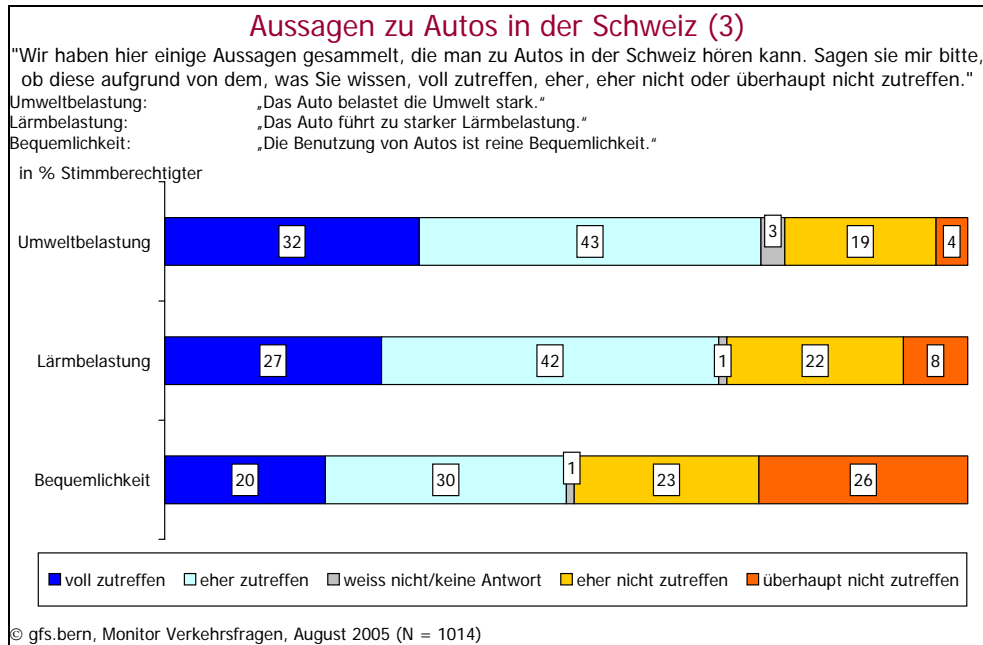 Aussagen zu Autos in der Schweiz (3)
"Wir haben hier einige Aussagen gesammelt, die man zu Autos in der Schweiz hören kann. Sagen sie mir bitte,
ob diese aufgrund von dem, was Sie wissen, voll zutreffen, eher, eher nicht oder überhaupt nicht zutreffen."
Umweltbelastung: „Das Auto belastet die Umwelt stark.“
Lärmbelastung: „Das Auto führt zu starker Lärmbelastung.“
Bequemlichkeit: „Die Benutzung von Autos ist reine Bequemlichkeit.“
in % Stimmberechtigter
Umweltbelastung 32 43 3 19 4
Lärmbelastung 27 42 1 22 8
Bequemlichkeit 20 30 1 23 26
voll zutreffen eher zutreffen weiss nicht/keine Antwort eher nicht zutreffen überhaupt nicht zutreffen
© gfs.bern, Monitor Verkehrsfragen, August 2005 (N = 1014)